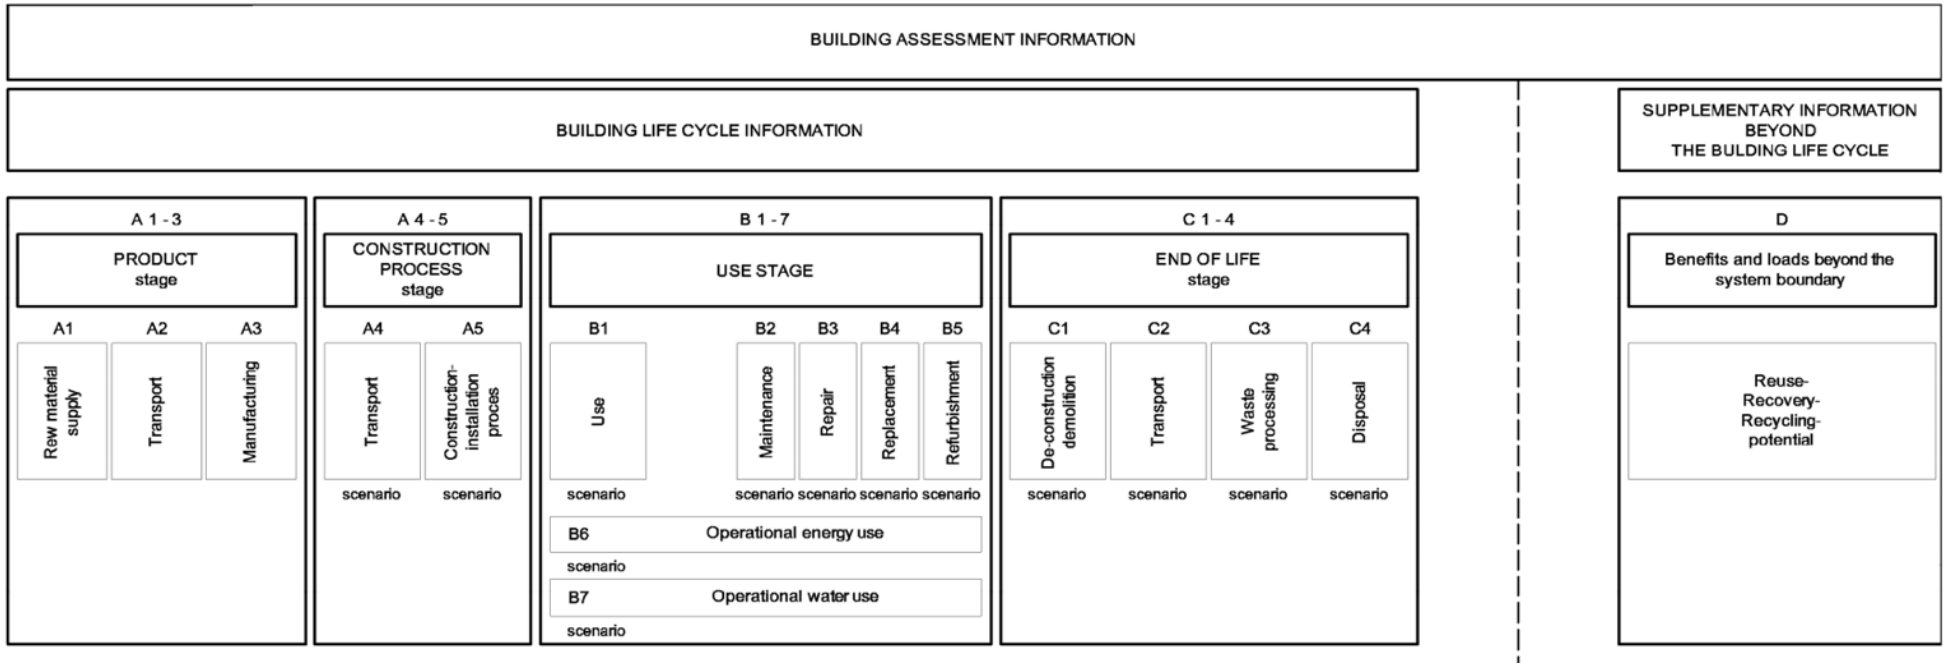 BUILDING ASSESSMENT INFORMATION
BUILDING LIFE CYCLE INFORMATION
SUPPLEMENTARY INFORMATION
BEYOND
THE BULDING LIFE CYCLE
A 1 - 3
PRODUCT
stage
A1
A2
A3
Rew material
supply
Transport
Manufacturing
A 4 - 5
CONSTRUCTION
PROCESS
stage
A4
A5
Transport
Construction-
installation
proces
scenario
scenario
B 1 - 7
USE STAGE
B1
B2
B3
B4
B5
Use
Maintenance
Repair
Replacement
Refurbishment
scenario
scenario
scenario
scenario
scenario
B6
Operational energy use
scenario
B7
Operational water use
scenario
C 1 - 4
END OF LIFE
stage
C1
C2
C3
C4
De-construction
demolition
Transport
Waste
processing
Disposal
scenario
scenario
scenario
scenario
D
Benefits and loads beyond the
system boundary
Reuse-
Recovery-
Recycling-
potential